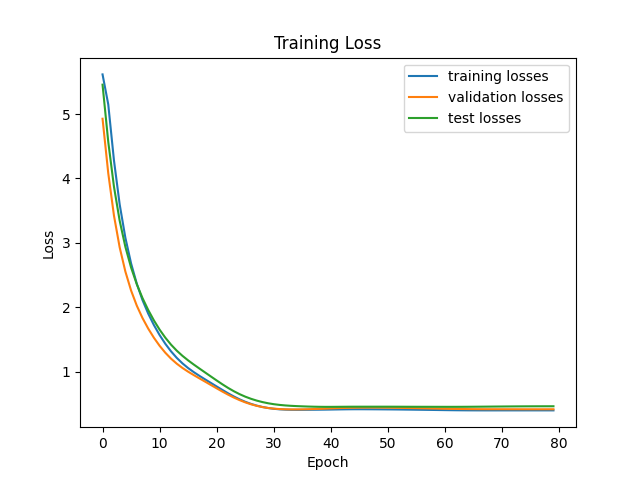 Training Loss
training losses
validation losses
test losses
5
4
3
2
1
Loss
0 10 20 30 40 50 60 70 80
Epoch